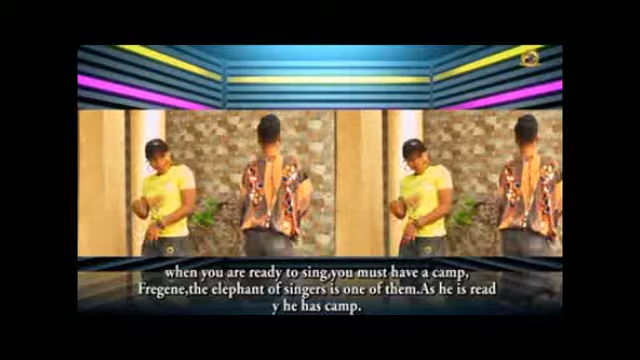 when you are ready to sing,you must have a camp,
Fregene,the elephant of singers is one of them.As he is read
y he has camp.